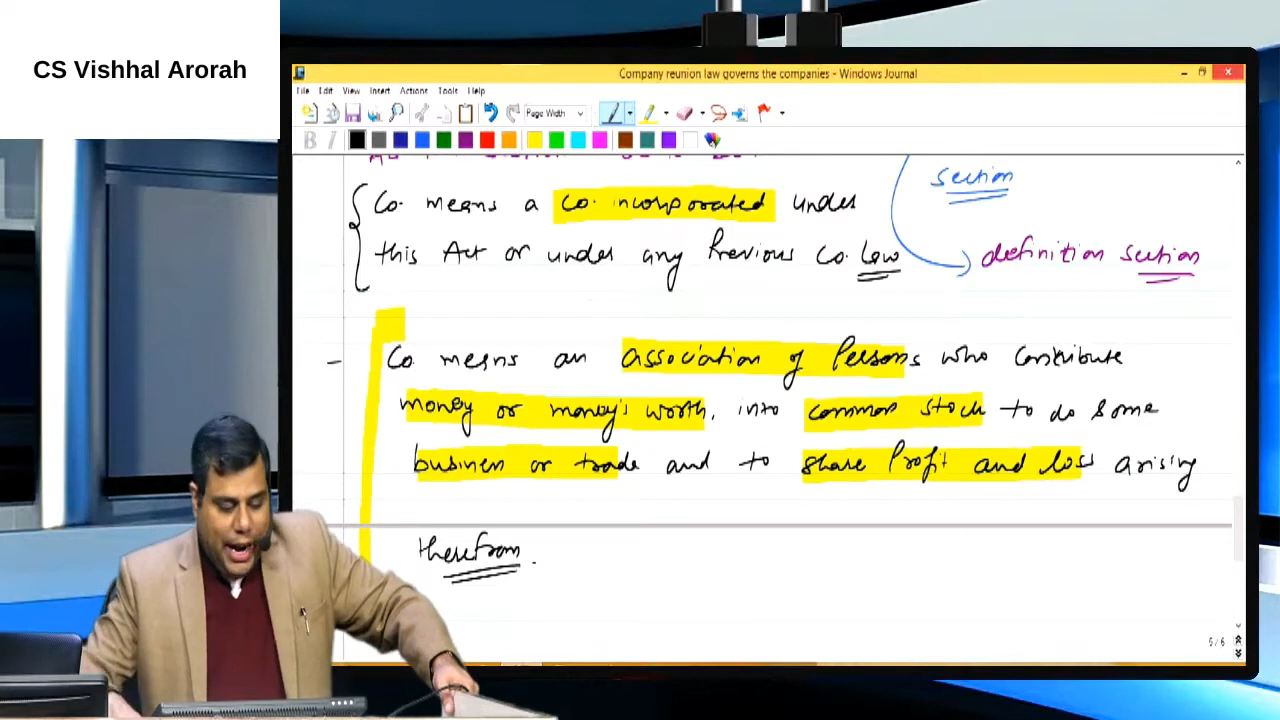 CS Vishhal Arorah
Company reunion law governs the companies - Windows Journal
File Edit View Insert Actions Tools Help
Page Width
B I
section
Co. means a Co. incorporated under
this Act or under any Previous Co. Law
definition section
- Co. means an association of Persons who contribute
money or money's worth, into common stock to do some
business or trade and to share Profit and loss arising
therefrom.
5/6